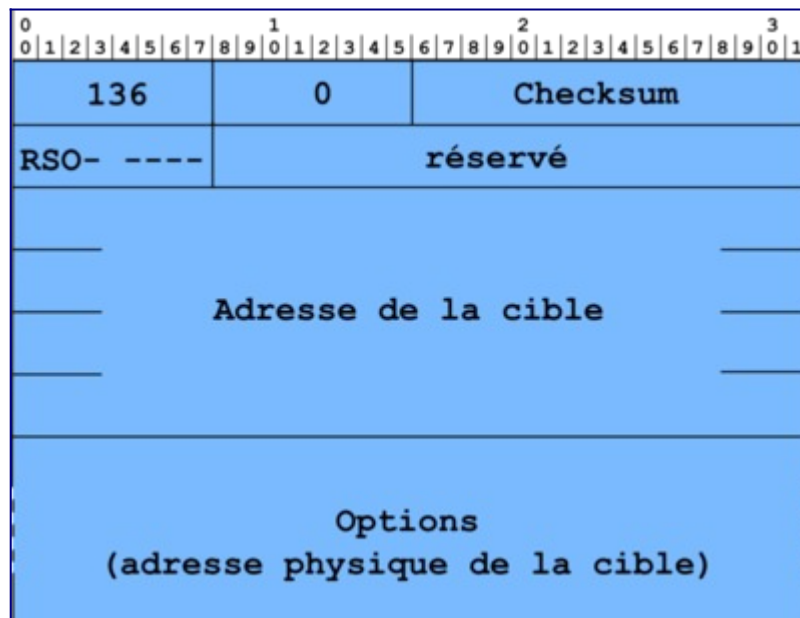 0 1 2 3
0|1|2|3|4|5|6|7|8|9|0|1|2|3|4|5|6|7|8|9|0|1|2|3|4|5|6|7|8|9|0|1
136 0 Checksum
RSO- ---- réservé
Adresse de la cible
Options
(adresse physique de la cible)